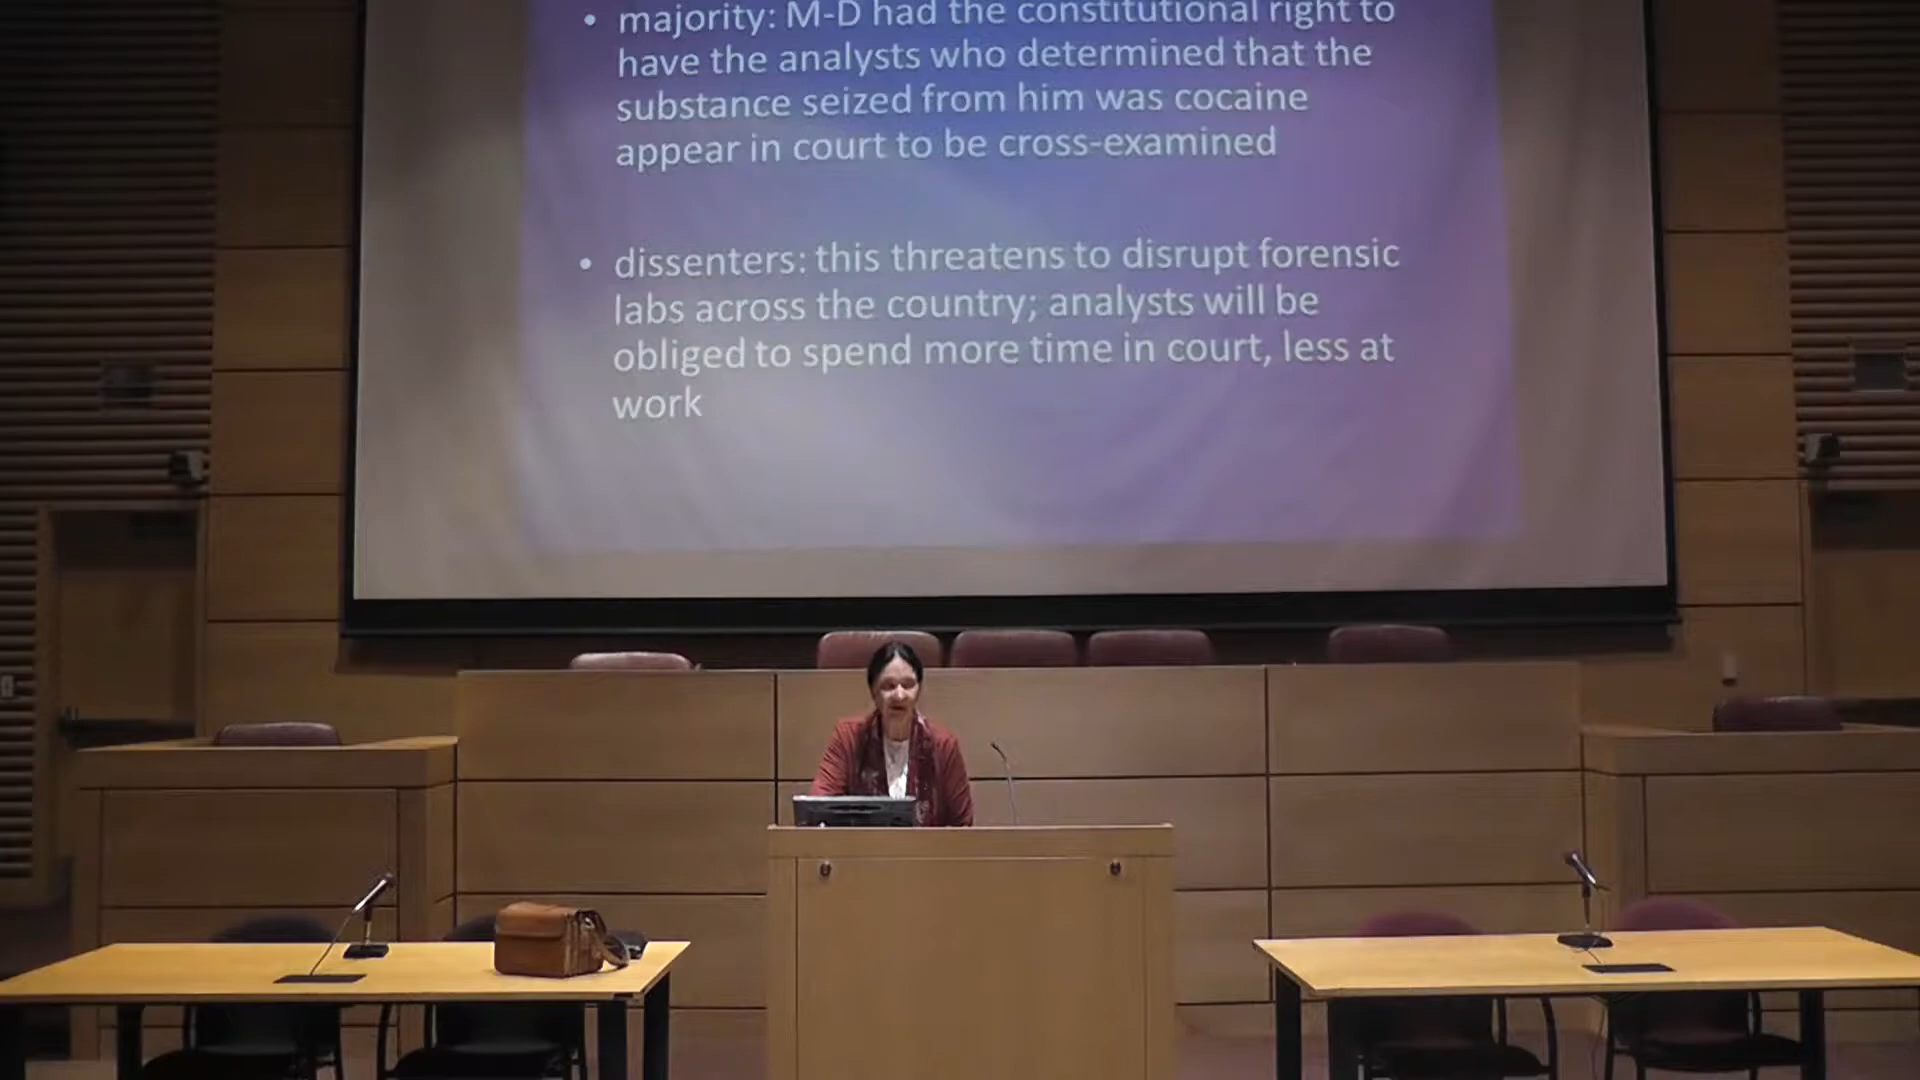 • majority: M-D had the constitutional right to
have the analysts who determined that the
substance seized from him was cocaine
appear in court to be cross-examined
• dissenters: this threatens to disrupt forensic
labs across the country; analysts will be
obliged to spend more time in court, less at
work